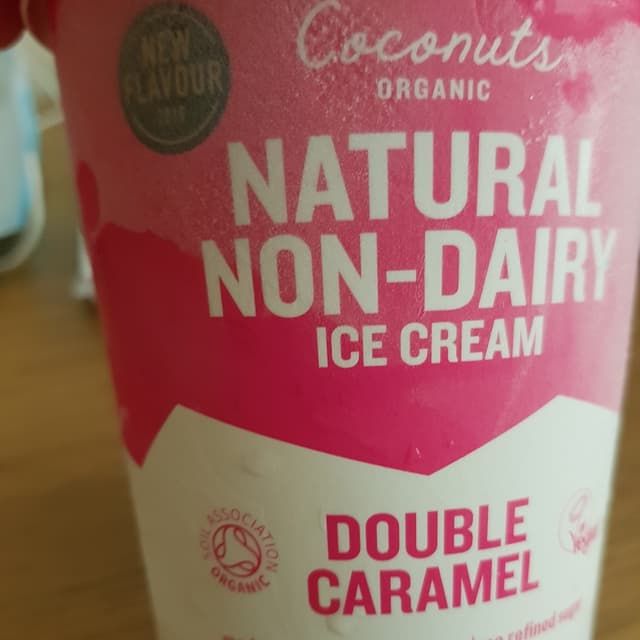 NEW
FLAVOUR
Coconuts
ORGANIC
NATURAL
NON-DAIRY
ICE CREAM
SOIL ASSOCIATION
ORGANIC
DOUBLE
CARAMEL
Vegan
refined sugar